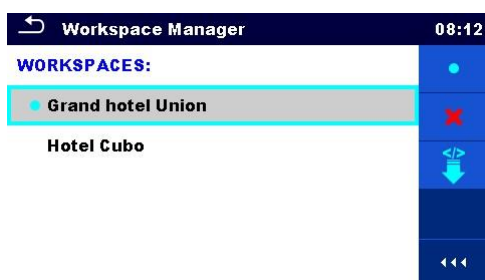 Workspace Manager 08:12
WORKSPACES:
Grand hotel Union
Hotel Cubo